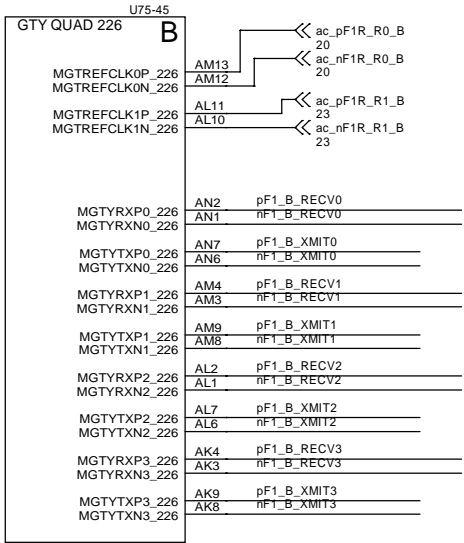 U75-45
GTY QUAD 226 B
MGTREFCLK0P_226 AM13 ac_pF1R_R0_B
20
MGTREFCLK0N_226 AM12 ac_nF1R_R0_B
20
MGTREFCLK1P_226 AL11 ac_pF1R_R1_B
23
MGTREFCLK1N_226 AL10 ac_nF1R_R1_B
23
MGTYRXP0_226 AN2 pF1_B_RECV0
MGTYRXN0_226 AN1 nF1_B_RECV0
MGTYTXP0_226 AN7 pF1_B_XMIT0
MGTYTXN0_226 AN6 nF1_B_XMIT0
MGTYRXP1_226 AM4 pF1_B_RECV1
MGTYRXN1_226 AM3 nF1_B_RECV1
MGTYTXP1_226 AM9 pF1_B_XMIT1
MGTYTXN1_226 AM8 nF1_B_XMIT1
MGTYRXP2_226 AL2 pF1_B_RECV2
MGTYRXN2_226 AL1 nF1_B_RECV2
MGTYTXP2_226 AL7 pF1_B_XMIT2
MGTYTXN2_226 AL6 nF1_B_XMIT2
MGTYRXP3_226 AK4 pF1_B_RECV3
MGTYRXN3_226 AK3 nF1_B_RECV3
MGTYTXP3_226 AK9 pF1_B_XMIT3
MGTYTXN3_226 AK8 nF1_B_XMIT3